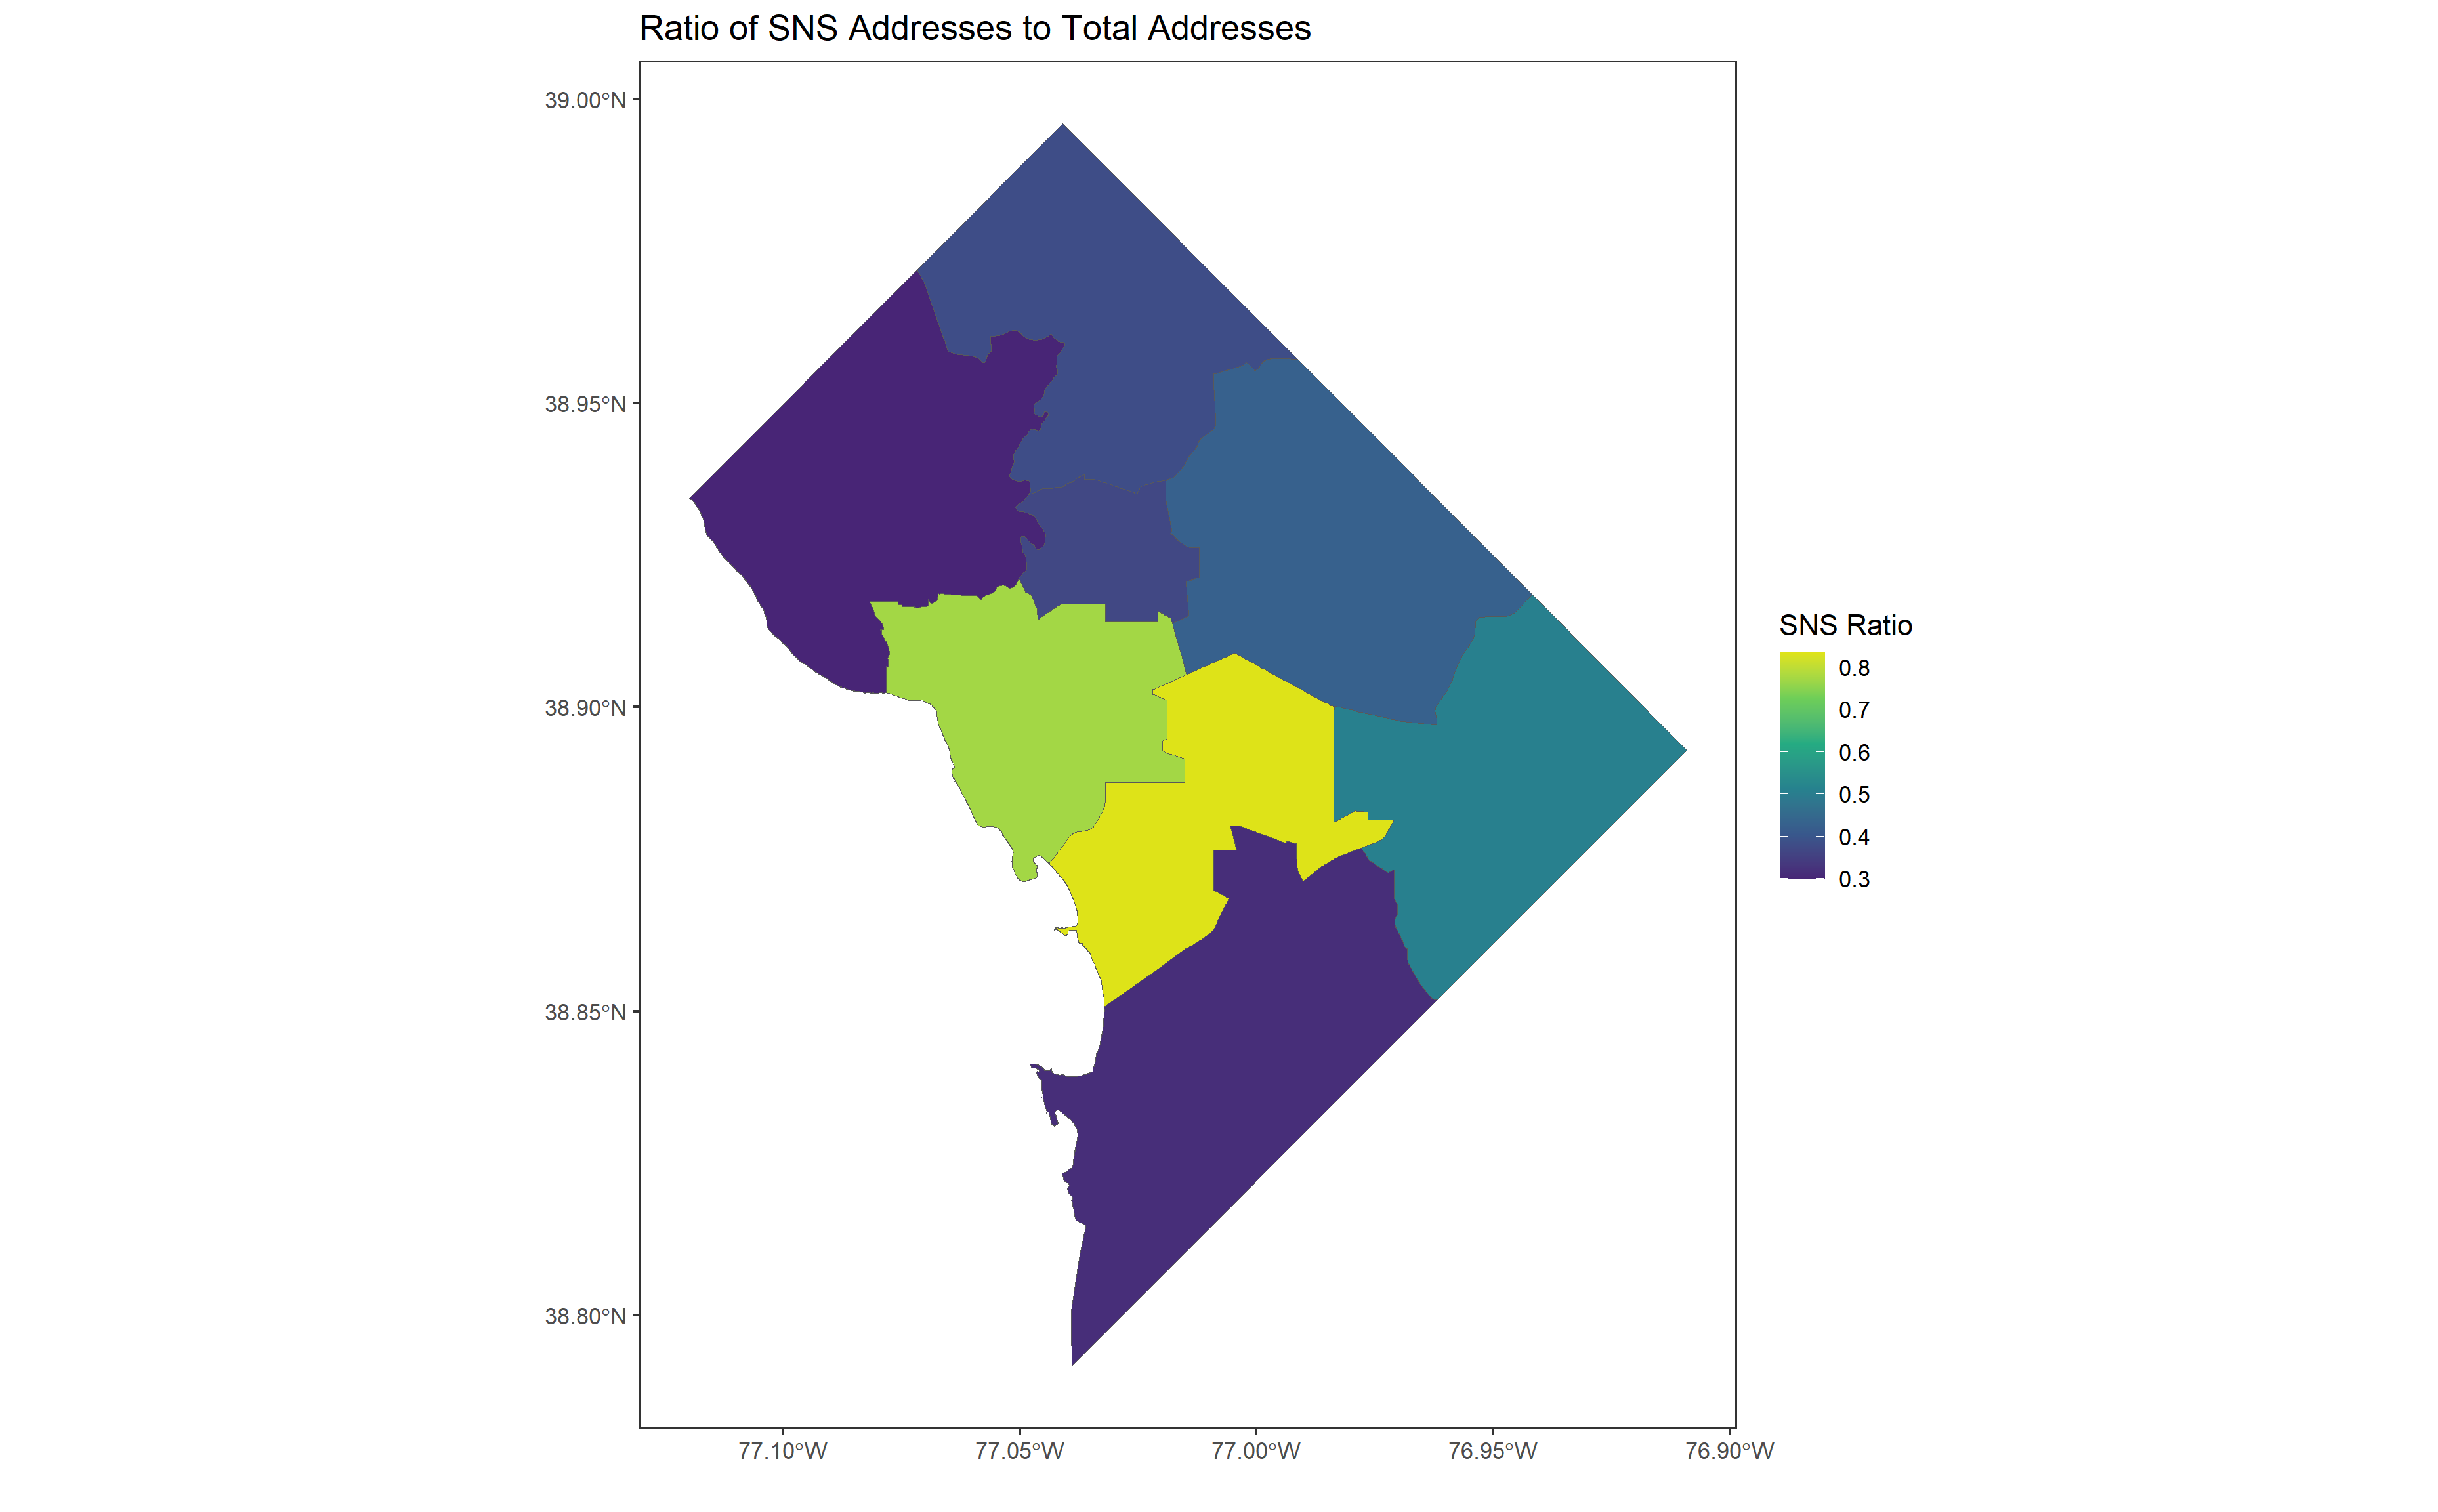 Ratio of SNS Addresses to Total Addresses
39.00°N
38.95°N
38.90°N
38.85°N
38.80°N
77.10°W
77.05°W
77.00°W
76.95°W
76.90°W
SNS Ratio
0.8
0.7
0.6
0.5
0.4
0.3